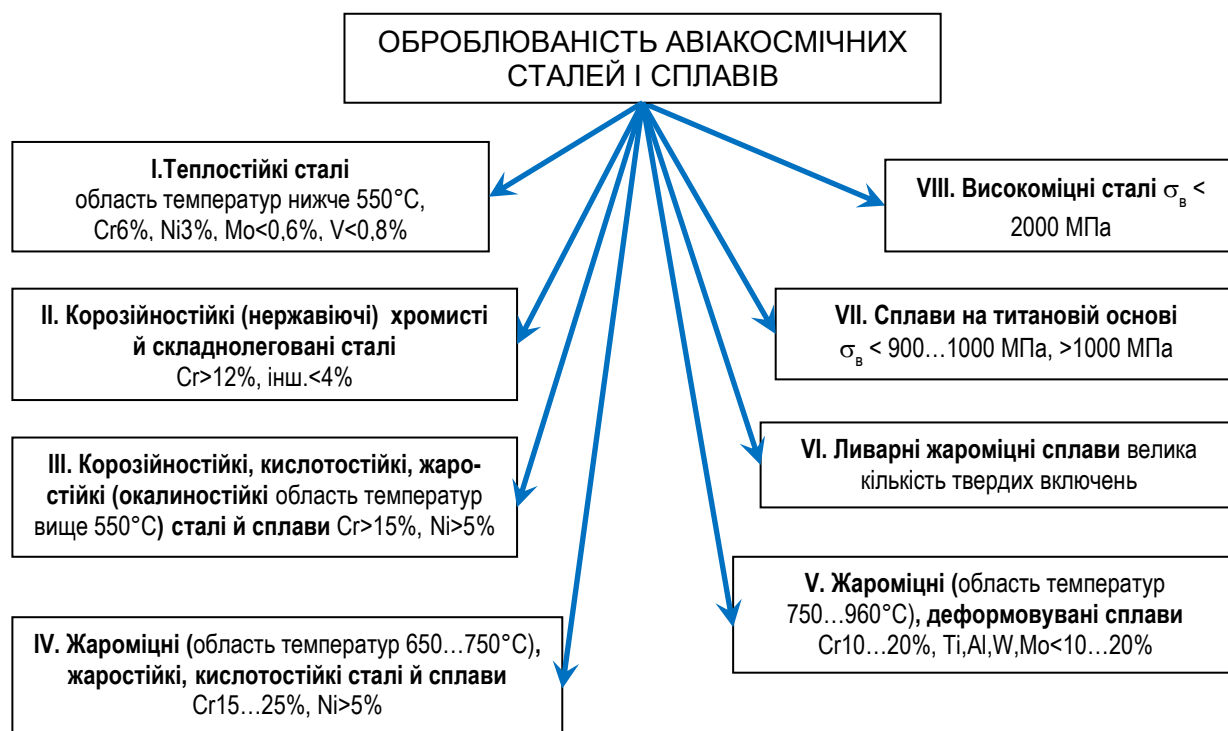 ОБРОБЛЮВАНІСТЬ АВІАКОСМІЧНИХ
СТАЛЕЙ І СПЛАВІВ
І.Теплостійкі сталі
область температур нижче 550°С,
Cr6%, Ni3%, Mo<0,6%, V<0,8%
ІІ. Корозійностійкі (нержавіючі) хромисті
й складнолеговані сталі
Cr>12%, інш.<4%
ІІІ. Корозійностійкі, кислотостійкі, жаро-
стійкі (окалиностійкі область температур
вище 550°С) сталі й сплави Cr>15%, Ni>5%
IV. Жароміцні (область температур 650…750°С),
жаростійкі, кислотостійкі сталі й сплави
Cr15…25%, Ni>5%
V. Жароміцні (область температур
750…960°С), деформовувані сплави
Cr10…20%, Ti,Al,W,Mo<10…20%
VI. Ливарні жароміцні сплави велика
кількість твердих включень
VII. Сплави на титановій основі
σв < 900…1000 МПа, >1000 МПа
VIII. Високоміцні сталі σв <
2000 МПа